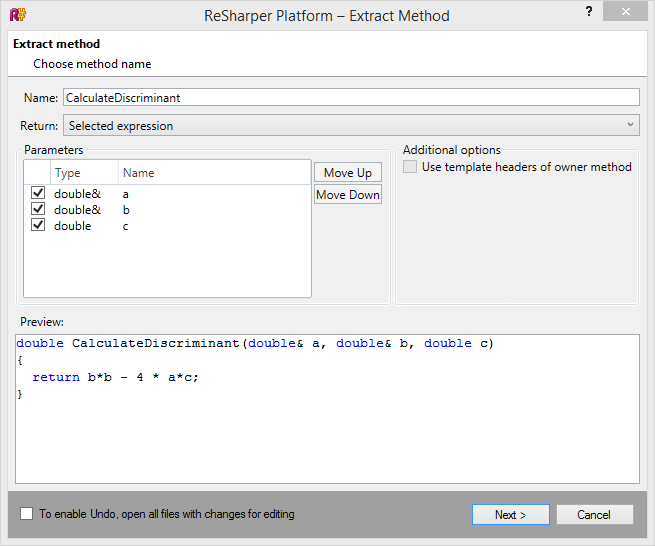 R#
ReSharper Platform – Extract Method
?
x
Extract method
Choose method name
Name: CalculateDiscriminant
Return: Selected expression
Parameters
Type Name
double& a
double& b
double c
Move Up
Move Down
Additional options
Use template headers of owner method
Preview:
double CalculateDiscriminant(double& a, double& b, double c)
{
return b*b - 4 * a*c;
}
To enable Undo, open all files with changes for editing
Next >
Cancel